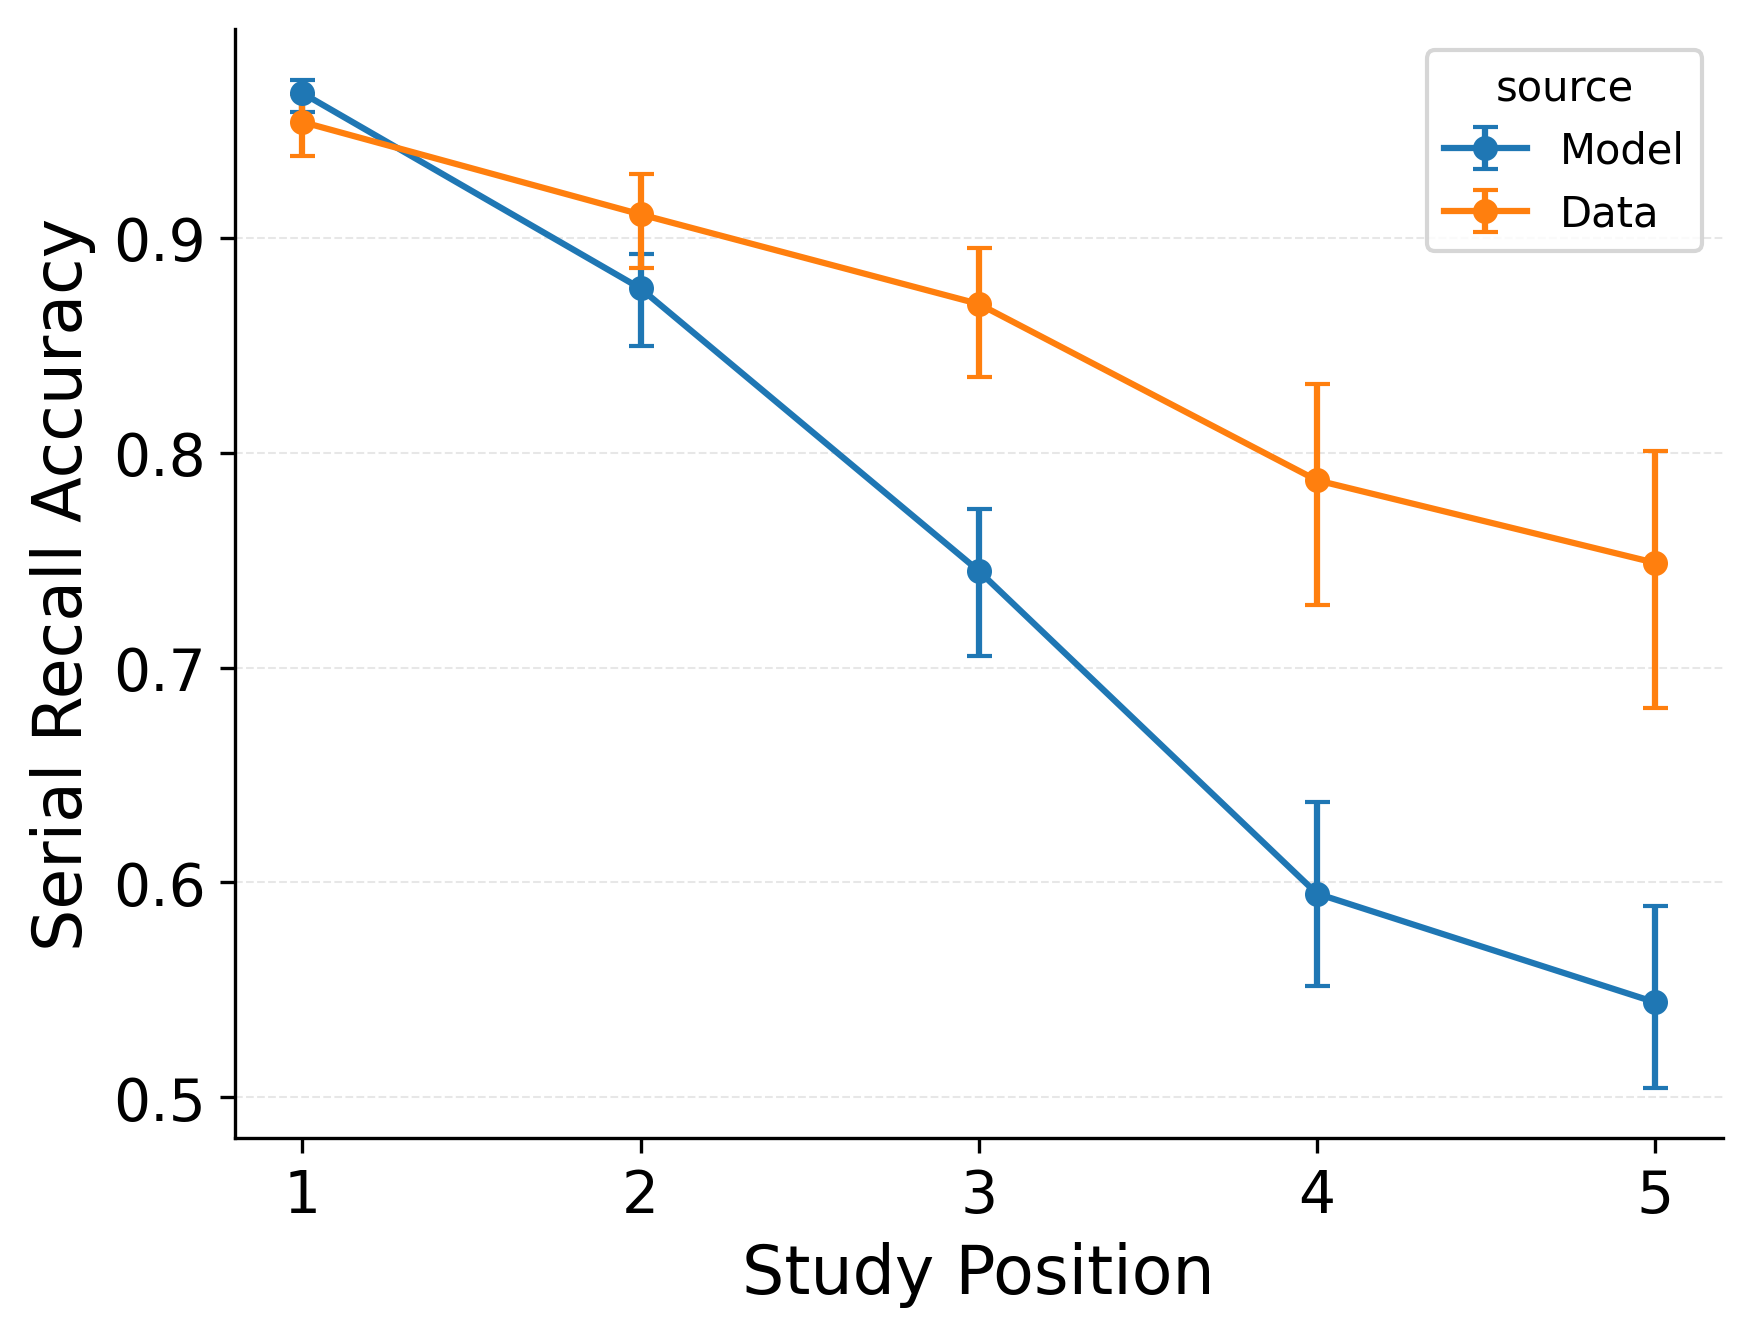 source
Model
Data
Serial Recall Accuracy
0.9
0.8
0.7
0.6
0.5
1 2 3 4 5
Study Position